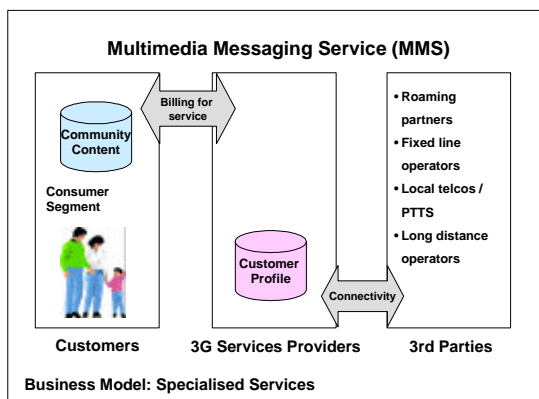 Multimedia Messaging Service (MMS)
Billing for
service
Community
Content
Consumer
Segment
Customer
Profile
• Roaming
partners
• Fixed line
operators
• Local telcos /
PTTS
• Long distance
operators
Connectivity
Customers
3G Services Providers
3rd Parties
Business Model: Specialised Services